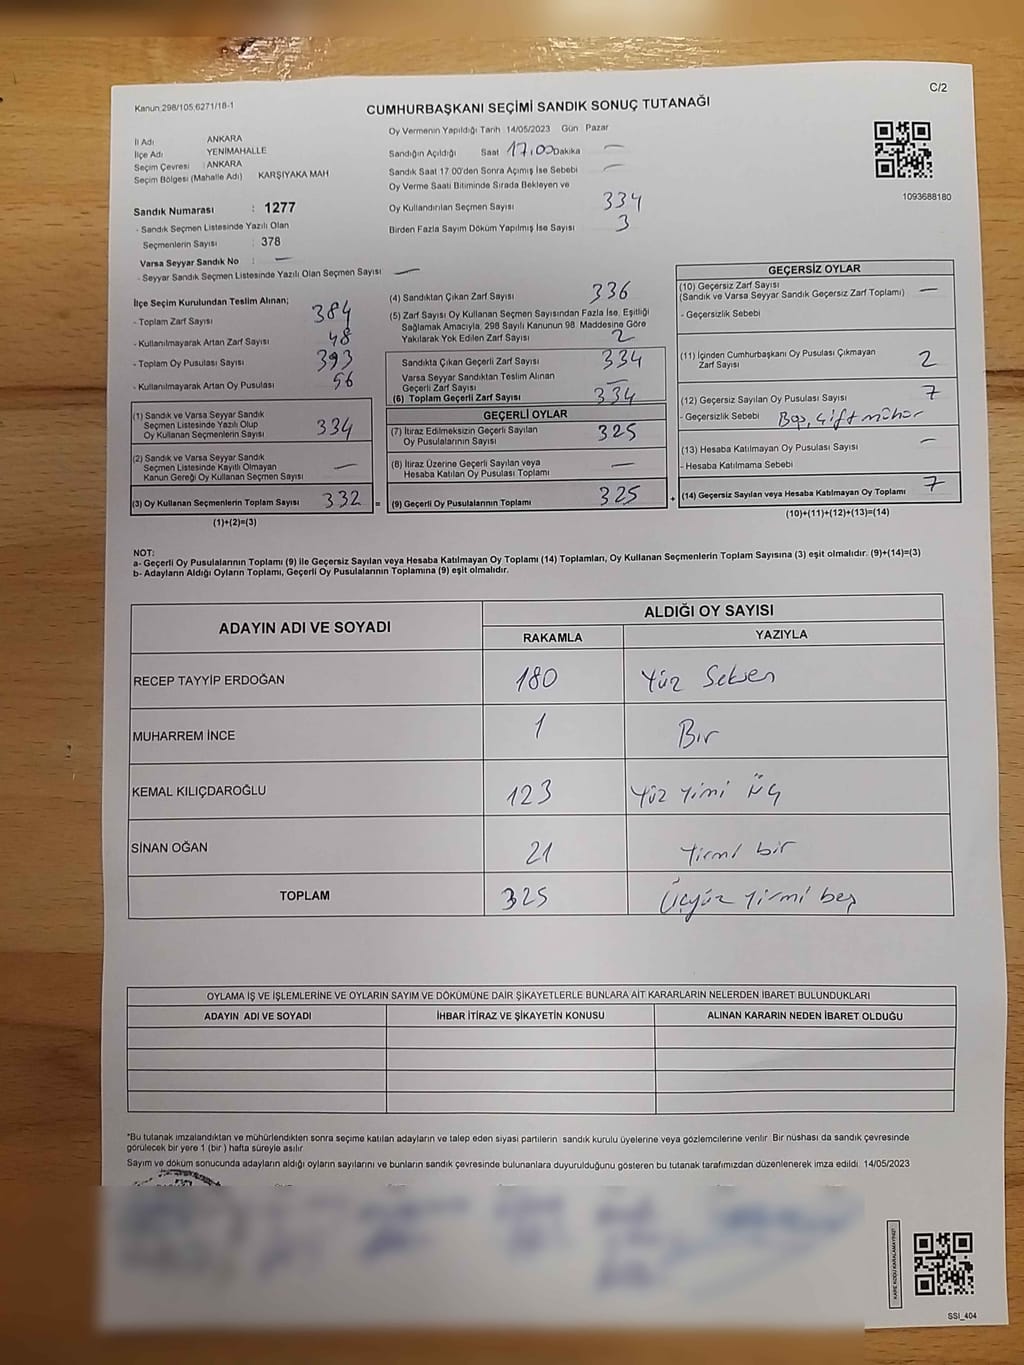 C/2
Kanun 298/105.6271/18-1
CUMHURBAŞKANI SEÇİMİ SANDIK SONUÇ TUTANAĞI
İl Adı ANKARA
İlçe Adı YENİMAHALLE
Seçim Çevresi : ANKARA
Seçim Bölgesi (Mahalle Adı) KARŞIYAKA MAH
Sandık Numarası : 1277
- Sandık Seçmen Listesinde Yazılı Olan
Seçmenlerin Sayısı : 378
Varsa Seyyar Sandık No : —
- Seyyar Sandık Seçmen Listesinde Yazılı Olan Seçmen Sayısı —
Oy Vermenin Yapıldığı Tarih 14/05/2023 Gün Pazar
Sandığın Açıldığı Saat 17.00 Dakika —
Sandık Saat 17 00'den Sonra Açımış İse Sebebi —
Oy Verme Saati Bitiminde Sırada Bekleyen ve
Oy Kullandırılan Seçmen Sayısı 334
Birden Fazla Sayım Döküm Yapılmış İse Sayısı 3
1093688180
İlçe Seçim Kurulundan Teslim Alınan;
- Toplam Zarf Sayısı 384
- Kullanılmayarak Artan Zarf Sayısı 48
- Toplam Oy Pusulası Sayısı 393
- Kullanılmayarak Artan Oy Pusulası 56
(1) Sandık ve Varsa Seyyar Sandık
Seçmen Listesinde Yazılı Olup
Oy Kullanan Seçmenlerin Sayısı 334
(2) Sandık ve Varsa Seyyar Sandık
Seçmen Listesinde Kayıtlı Olmayan
Kanun Gereği Oy Kullanan Seçmen Sayısı —
(3) Oy Kullanan Seçmenlerin Toplam Sayısı 332 =
(1)+(2)=(3)
(4) Sandıktan Çıkan Zarf Sayısı 336
(5) Zarf Sayısı Oy Kullanan Seçmen Sayısından Fazla İse, Eşitliği
Sağlamak Amacıyla, 298 Sayılı Kanunun 98. Maddesine Göre
Yakılarak Yok Edilen Zarf Sayısı 2
Sandıkta Çıkan Geçerli Zarf Sayısı 334
Varsa Seyyar Sandıktan Teslim Alınan
Geçerli Zarf Sayısı —
(6) Toplam Geçerli Zarf Sayısı 334
GEÇERLİ OYLAR
(7) İtiraz Edilmeksizin Geçerli Sayılan
Oy Pusulalarının Sayısı 325
(8) İtiraz Üzerine Geçerli Sayılan veya
Hesaba Katılan Oy Pusulası Toplamı —
(9) Geçerli Oy Pusulalarının Toplamı 325 +
GEÇERSİZ OYLAR
(10) Geçersiz Zarf Sayısı
(Sandık ve Varsa Seyyar Sandık Geçersiz Zarf Toplamı) —
- Geçersizlik Sebebi
(11) İçinden Cumhurbaşkanı Oy Pusulası Çıkmayan
Zarf Sayısı 2
(12) Geçersiz Sayılan Oy Pusulası Sayısı 7
- Geçersizlik Sebebi Boş, Çift mühür
(13) Hesaba Katılmayan Oy Pusulası Sayısı —
- Hesaba Katılmama Sebebi
(14) Geçersiz Sayılan veya Hesaba Katılmayan Oy Toplamı 7
(10)+(11)+(12)+(13)=(14)
NOT:
a- Geçerli Oy Pusulalarının Toplamı (9) ile Geçersiz Sayılan veya Hesaba Katılmayan Oy Toplamı (14) Toplamları, Oy Kullanan Seçmenlerin Toplam Sayısına (3) eşit olmalıdır. (9)+(14)=(3)
b- Adayların Aldığı Oyların Toplamı, Geçerli Oy Pusulalarının Toplamına (9) eşit olmalıdır.
ADAYIN ADI VE SOYADI ALDIĞI OY SAYISI
RAKAMLA YAZIYLA
RECEP TAYYİP ERDOĞAN 180 Yüz Seksen
MUHARREM İNCE 1 Bır
KEMAL KILIÇDAROĞLU 123 Yüz Yimi Üç
SİNAN OĞAN 21 Yirmi bir
TOPLAM 325 Üçyüz Yirmi beş
OYLAMA İŞ VE İŞLEMLERİNE VE OYLARIN SAYIM VE DÖKÜMÜNE DAİR ŞİKAYETLERLE BUNLARA AİT KARARLARIN NELERDEN İBARET BULUNDUKLARI
ADAYIN ADI VE SOYADI İHBAR İTİRAZ VE ŞİKAYETİN KONUSU ALINAN KARARIN NEDEN İBARET OLDUĞU
*Bu tutanak imzalandıktan ve mühürlendikten sonra seçime katılan adayların ve talep eden siyasi partilerin sandık kurulu üyelerine veya gözlemcilerine verilir Bir nüshası da sandık çevresinde
görülecek bir yere 1 (bir ) hafta süreyle asılır
Sayım ve döküm sonucunda adayların aldığı oyların sayılarını ve bunların sandık çevresinde bulunanlara duyurulduğunu gösteren bu tutanak tarafımızdan düzenlenerek imza edildi 14/05/2023
KARE KODU KARALAMAYINIZ!
SSI_404